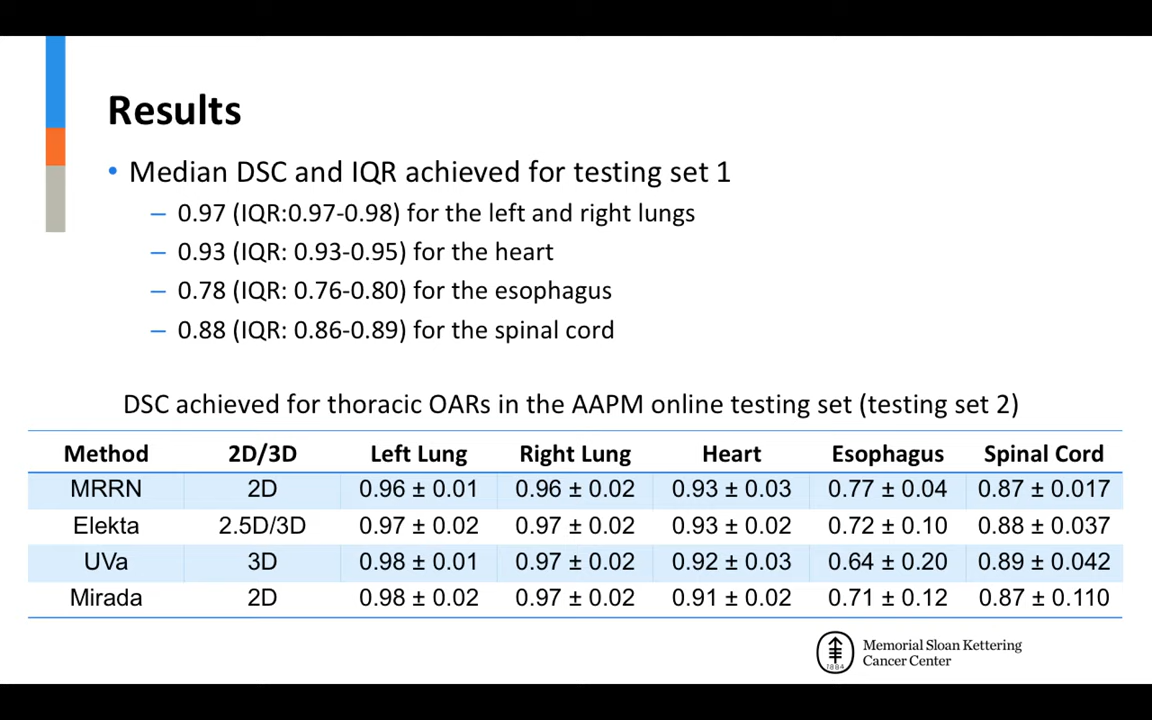 Results
• Median DSC and IQR achieved for testing set 1
– 0.97 (IQR:0.97-0.98) for the left and right lungs
– 0.93 (IQR: 0.93-0.95) for the heart
– 0.78 (IQR: 0.76-0.80) for the esophagus
– 0.88 (IQR: 0.86-0.89) for the spinal cord
DSC achieved for thoracic OARs in the AAPM online testing set (testing set 2)
Method 2D/3D Left Lung Right Lung Heart Esophagus Spinal Cord
MRRN 2D 0.96 ± 0.01 0.96 ± 0.02 0.93 ± 0.03 0.77 ± 0.04 0.87 ± 0.017
Elekta 2.5D/3D 0.97 ± 0.02 0.97 ± 0.02 0.93 ± 0.02 0.72 ± 0.10 0.88 ± 0.037
UVa 3D 0.98 ± 0.01 0.97 ± 0.02 0.92 ± 0.03 0.64 ± 0.20 0.89 ± 0.042
Mirada 2D 0.98 ± 0.02 0.97 ± 0.02 0.91 ± 0.02 0.71 ± 0.12 0.87 ± 0.110
Memorial Sloan Kettering
Cancer Center
1884